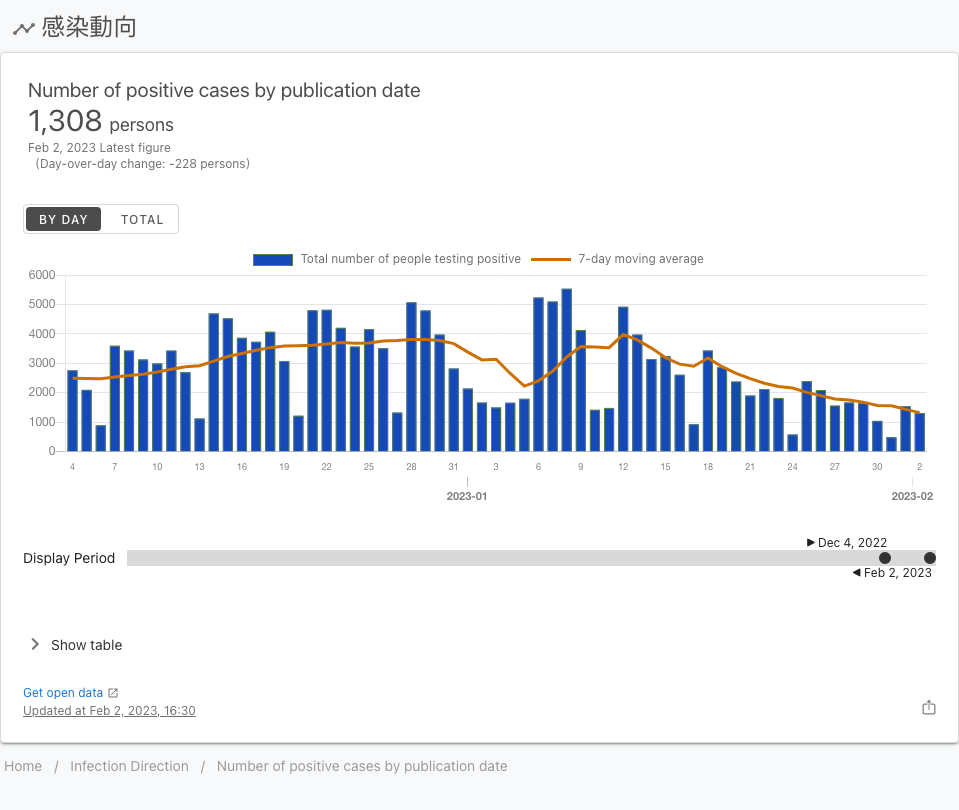 感染動向
Number of positive cases by publication date
1,308 persons
Feb 2, 2023 Latest figure
(Day-over-day change: -228 persons)
BY DAY TOTAL
Total number of people testing positive 7-day moving average
6000
5000
4000
3000
2000
1000
0
4 7 10 13 16 19 22 25 28 31 3 6 9 12 15 18 21 24 27 30 2
2023-01 2023-02
Dec 4, 2022
Display Period
Feb 2, 2023
Show table
Get open data
Updated at Feb 2, 2023, 16:30
Home / Infection Direction / Number of positive cases by publication date